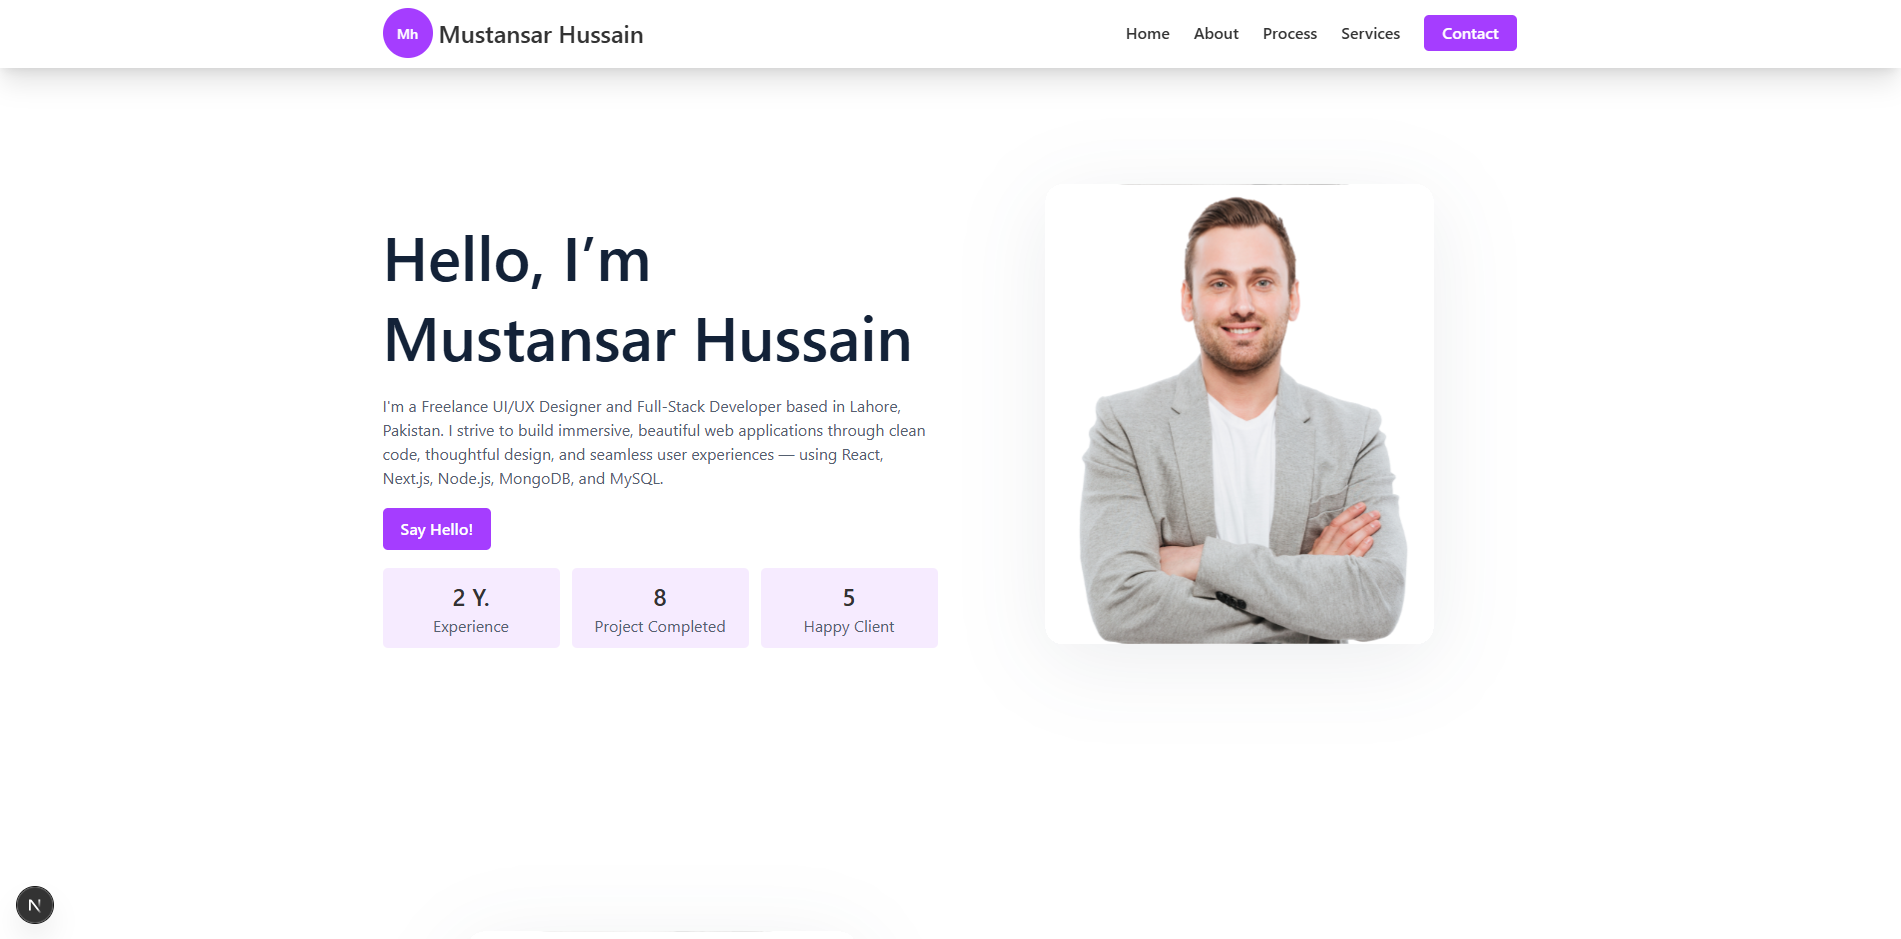 Mh Mustansar Hussain
Home About Process Services Contact
Hello, I’m
Mustansar Hussain
I'm a Freelance UI/UX Designer and Full-Stack Developer based in Lahore,
Pakistan. I strive to build immersive, beautiful web applications through clean
code, thoughtful design, and seamless user experiences — using React,
Next.js, Node.js, MongoDB, and MySQL.
Say Hello!
2 Y.
Experience
8
Project Completed
5
Happy Client
N